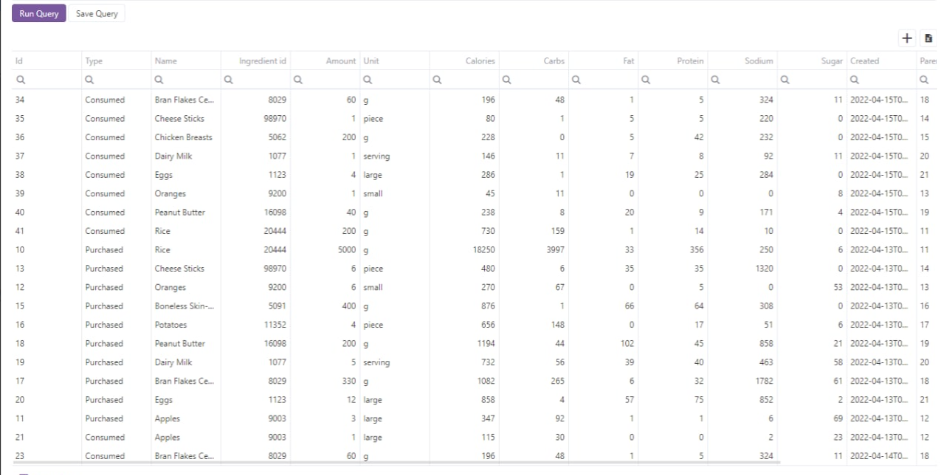 Run Query Save Query
Id Type Name Ingredient id Amount Unit Calories Carbs Fat Protein Sodium Sugar Created Pare
34 Consumed Bran Flakes Ce... 8029 60 g 196 48 1 5 324 11 2022-04-15T0... 18
35 Consumed Cheese Sticks 98970 1 piece 80 1 5 5 220 0 2022-04-15T0... 14
36 Consumed Chicken Breasts 5062 200 g 228 0 5 42 232 0 2022-04-15T0... 15
37 Consumed Dairy Milk 1077 1 serving 146 11 7 8 92 11 2022-04-15T0... 20
38 Consumed Eggs 1123 4 large 286 1 19 25 284 0 2022-04-15T0... 21
39 Consumed Oranges 9200 1 small 45 11 0 0 0 8 2022-04-15T0... 13
40 Consumed Peanut Butter 16098 40 g 238 8 20 9 171 4 2022-04-15T0... 19
41 Consumed Rice 20444 200 g 730 159 1 14 10 0 2022-04-15T0... 11
10 Purchased Rice 20444 5000 g 18250 3997 33 356 250 6 2022-04-13T0... 11
13 Purchased Cheese Sticks 98970 6 piece 480 6 35 35 1320 0 2022-04-13T0... 14
12 Purchased Oranges 9200 6 small 270 67 0 5 0 53 2022-04-13T0... 13
15 Purchased Boneless Skin-... 5091 400 g 876 1 66 64 308 0 2022-04-13T0... 16
16 Purchased Potatoes 11352 4 piece 656 148 0 17 51 6 2022-04-13T0... 17
18 Purchased Peanut Butter 16098 200 g 1194 44 102 45 858 21 2022-04-13T0... 19
19 Purchased Dairy Milk 1077 5 serving 732 56 39 40 463 58 2022-04-13T0... 20
17 Purchased Bran Flakes Ce... 8029 330 g 1082 265 6 32 1782 61 2022-04-13T0... 18
20 Purchased Eggs 1123 12 large 858 4 57 75 852 2 2022-04-13T0... 21
11 Purchased Apples 9003 3 large 347 92 1 1 6 69 2022-04-13T0... 12
21 Consumed Apples 9003 1 large 115 30 0 0 2 23 2022-04-13T0... 12
23 Consumed Bran Flakes Ce... 8029 60 g 196 48 1 5 324 11 2022-04-14T0... 18